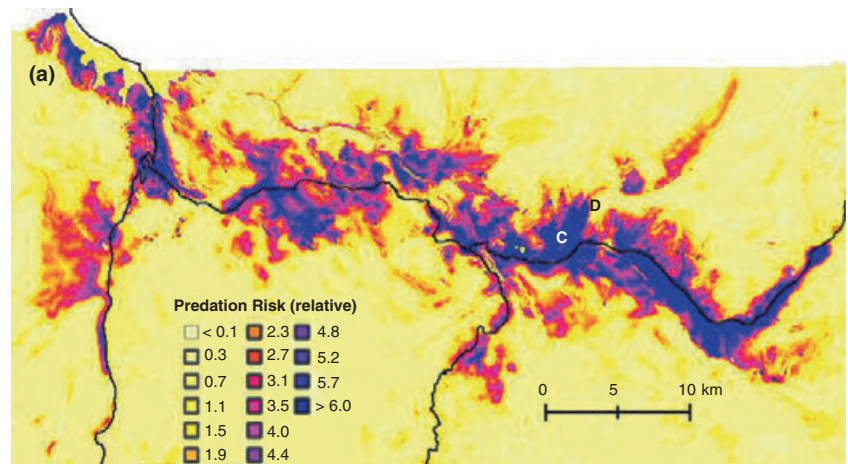 (a)
D
C
Predation Risk (relative)
< 0.1 2.3 4.8
0.3 2.7 5.2
0.7 3.1 5.7
1.1 3.5 > 6.0
1.5 4.0
1.9 4.4
0 5 10 km